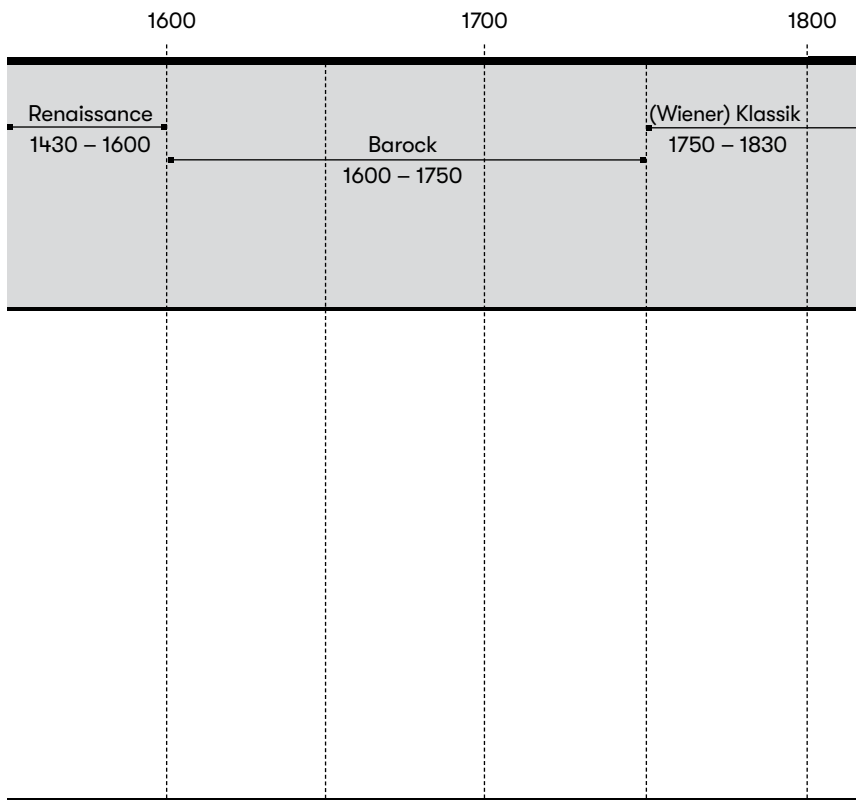 1600 1700 1800
Renaissance
1430 – 1600
Barock
1600 – 1750
(Wiener) Klassik
1750 – 1830